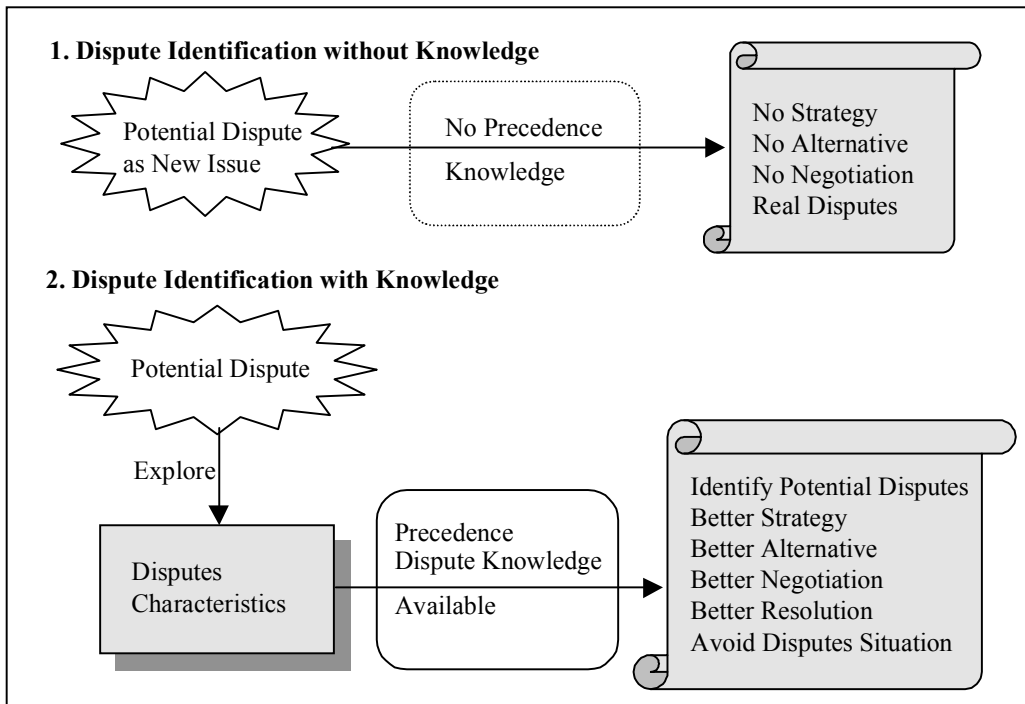 1. Dispute Identification without Knowledge
Potential Dispute
as New Issue
No Precedence
Knowledge
No Strategy
No Alternative
No Negotiation
Real Disputes
2. Dispute Identification with Knowledge
Potential Dispute
Explore
Disputes
Characteristics
Precedence
Dispute Knowledge
Available
Identify Potential Disputes
Better Strategy
Better Alternative
Better Negotiation
Better Resolution
Avoid Disputes Situation